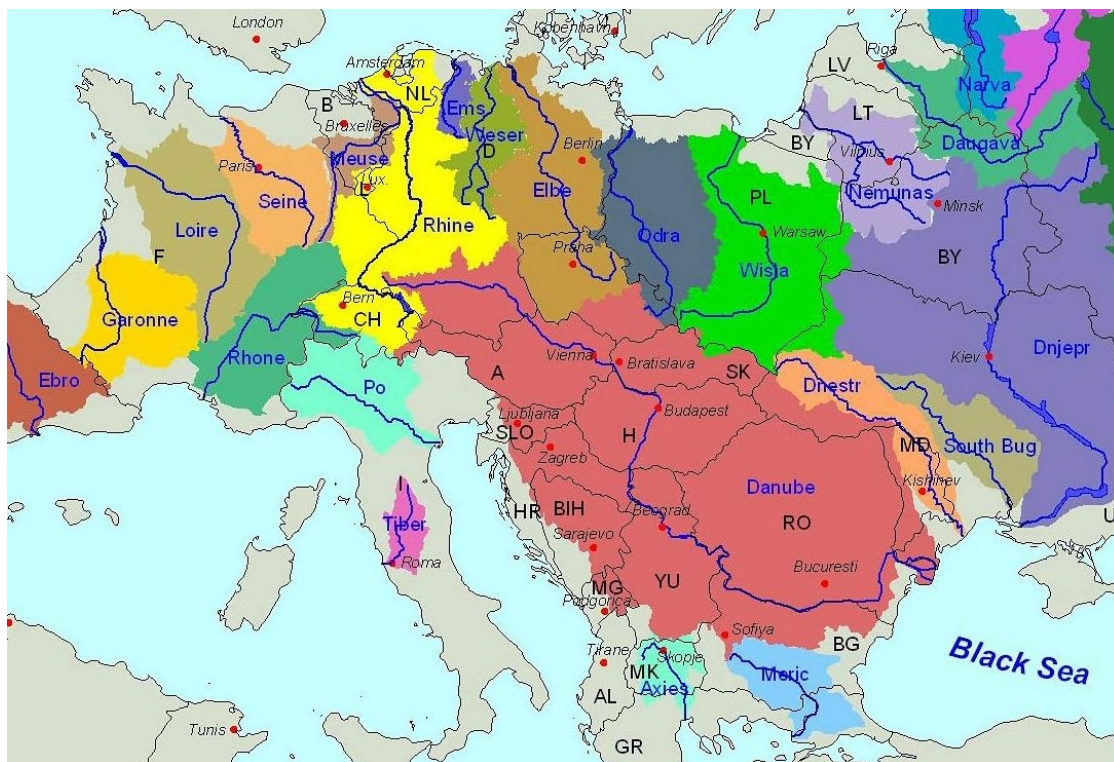 London
København
Riga
LV
Narva
Amsterdam
NL
B
Ems
LT
Bruxelles
Weser
D
BY
Daugava
Paris
Meuse
Berlin
Vilnius
Lux.
L
Elbe
PL
Nemunas
Minsk
Seine
Rhine
Loire
Odra
Warsaw
F
Praha
Wisla
BY
Bern
CH
Garonne
Kiev
Dnjepr
Rhone
Vienna
Bratislava
Ebro
A
SK
Po
Dnestr
Budapest
Ljubljana
SLO
H
MD
South Bug
Zagreb
Kishinev
I
Danube
HR
BIH
Beograd
RO
U
Tiber
Sarajevo
Roma
MG
YU
Bucuresti
Podgorica
Sofiya
BG
Black Sea
Tirane
MK
Skopje
Meric
AL
Axies
Tunis
GR